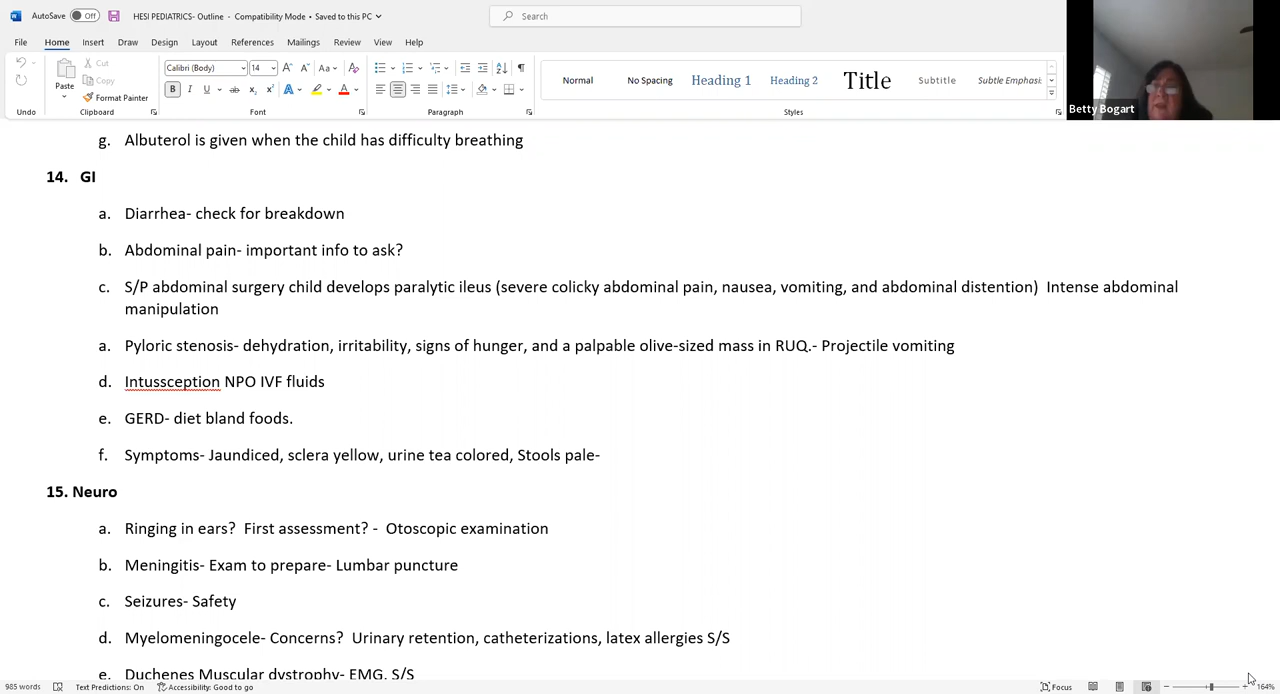 AutoSave Off HESI PEDIATRICS- Outline - Compatibility Mode • Saved to this PC Search
File Home Insert Draw Design Layout References Mailings Review View Help
Cut
Copy
Paste
Format Painter
Calibri (Body) 14
Normal No Spacing Heading 1 Heading 2 Title Subtitle Subtle Emphasi
Undo Clipboard Font Paragraph Styles
Betty Bogart
g. Albuterol is given when the child has difficulty breathing
14. GI
a. Diarrhea- check for breakdown
b. Abdominal pain- important info to ask?
c. S/P abdominal surgery child develops paralytic ileus (severe colicky abdominal pain, nausea, vomiting, and abdominal distention) Intense abdominal
manipulation
a. Pyloric stenosis- dehydration, irritability, signs of hunger, and a palpable olive-sized mass in RUQ.- Projectile vomiting
d. Intussception NPO IVF fluids
e. GERD- diet bland foods.
f. Symptoms- Jaundiced, sclera yellow, urine tea colored, Stools pale-
15. Neuro
a. Ringing in ears? First assessment? - Otoscopic examination
b. Meningitis- Exam to prepare- Lumbar puncture
c. Seizures- Safety
d. Myelomeningocele- Concerns? Urinary retention, catheterizations, latex allergies S/S
e. Duchenes Muscular dystrophy- EMG, S/S
985 words Text Predictions: On Accessibility: Good to go Focus 164%